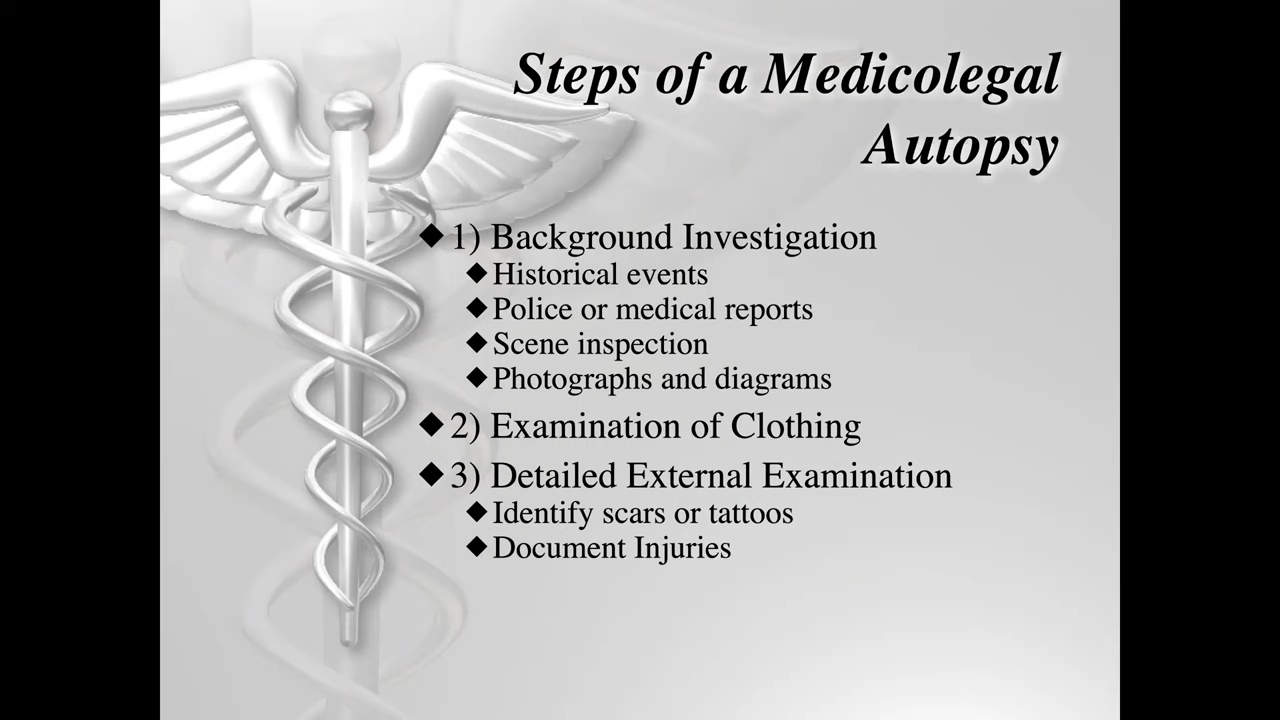 Steps of a Medicolegal
Autopsy
◆1) Background Investigation
◆Historical events
◆Police or medical reports
◆Scene inspection
◆Photographs and diagrams
◆2) Examination of Clothing
◆3) Detailed External Examination
◆Identify scars or tattoos
◆Document Injuries